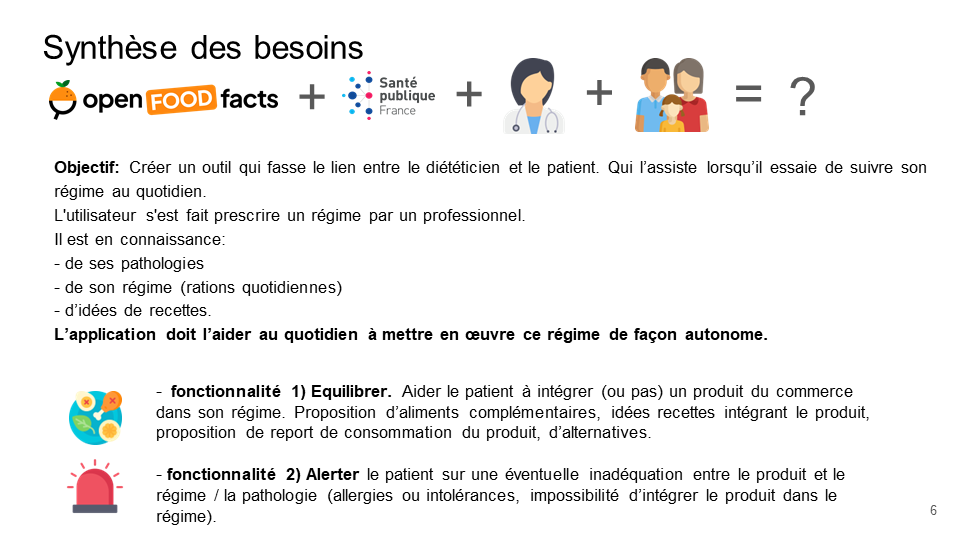 Synthèse des besoins
open FOOD facts + Santé publique France + + = ?
Objectif: Créer un outil qui fasse le lien entre le diététicien et le patient. Qui l’assiste lorsqu’il essaie de suivre son
régime au quotidien.
L'utilisateur s'est fait prescrire un régime par un professionnel.
Il est en connaissance:
- de ses pathologies
- de son régime (rations quotidiennes)
- d’idées de recettes.
L’application doit l’aider au quotidien à mettre en œuvre ce régime de façon autonome.
- fonctionnalité 1) Equilibrer. Aider le patient à intégrer (ou pas) un produit du commerce
dans son régime. Proposition d’aliments complémentaires, idées recettes intégrant le produit,
proposition de report de consommation du produit, d’alternatives.
- fonctionnalité 2) Alerter le patient sur une éventuelle inadéquation entre le produit et le
régime / la pathologie (allergies ou intolérances, impossibilité d’intégrer le produit dans le
régime).
6